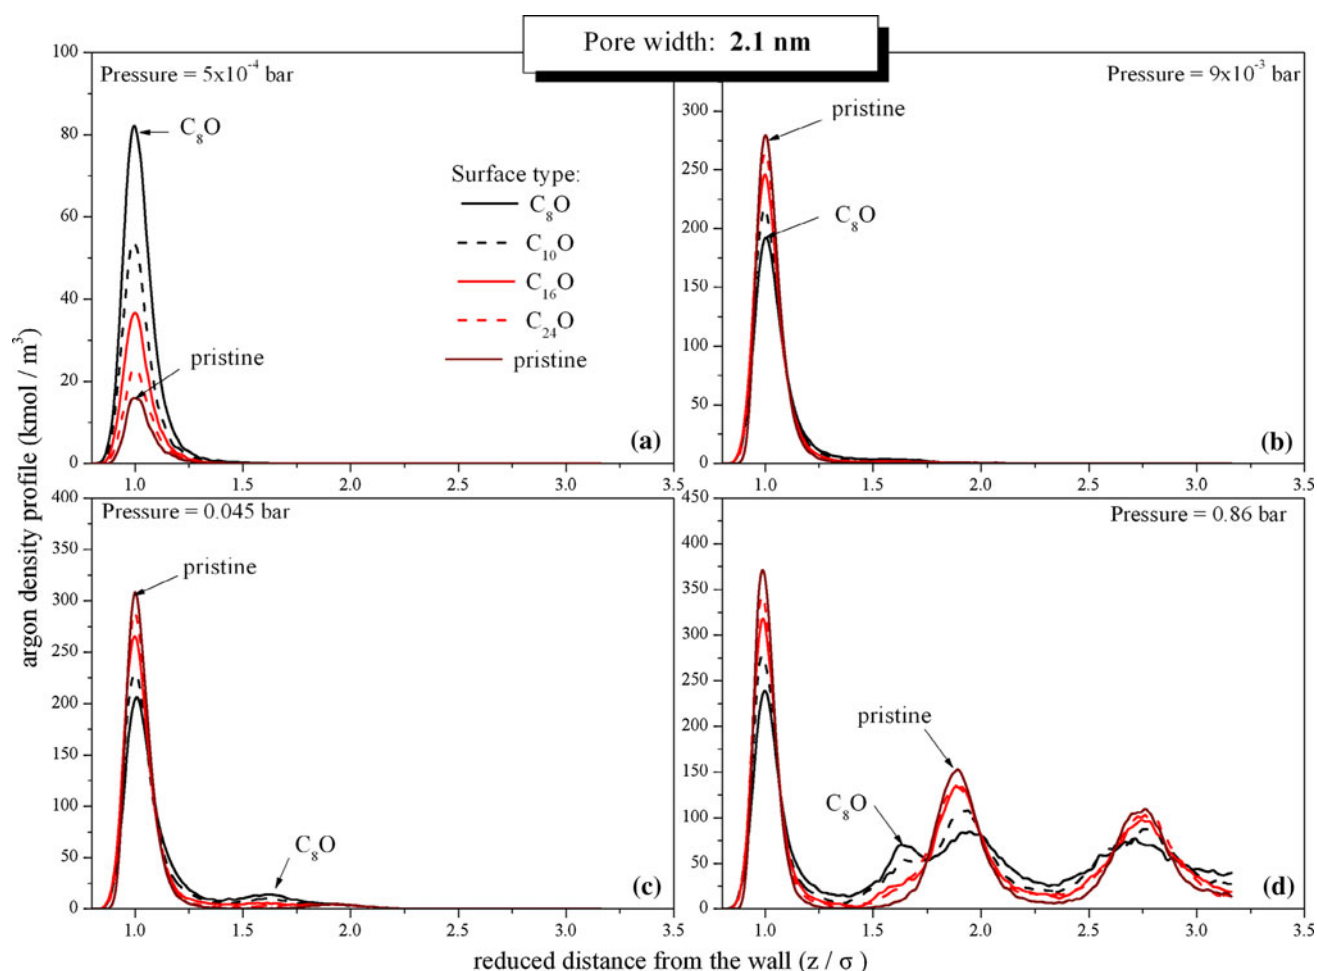 Pore width: 2.1 nm
argon density profile (kmol / m³)
Pressure = 5x10⁻⁴ bar
100
80
60
40
20
0
C₈O
Surface type:
C₈O
C₁₀O
C₁₆O
C₂₄O
pristine
pristine
(a)
1.0 1.5 2.0 2.5 3.0 3.5
Pressure = 9x10⁻³ bar
300
250
200
150
100
50
0
pristine
C₈O
(b)
1.0 1.5 2.0 2.5 3.0 3.5
Pressure = 0.045 bar
400
350
300
250
200
150
100
50
0
pristine
C₈O
(c)
1.0 1.5 2.0 2.5 3.0 3.5
Pressure = 0.86 bar
450
400
350
300
250
200
150
100
50
0
pristine
C₈O
(d)
1.0 1.5 2.0 2.5 3.0 3.5
reduced distance from the wall (z / σ )